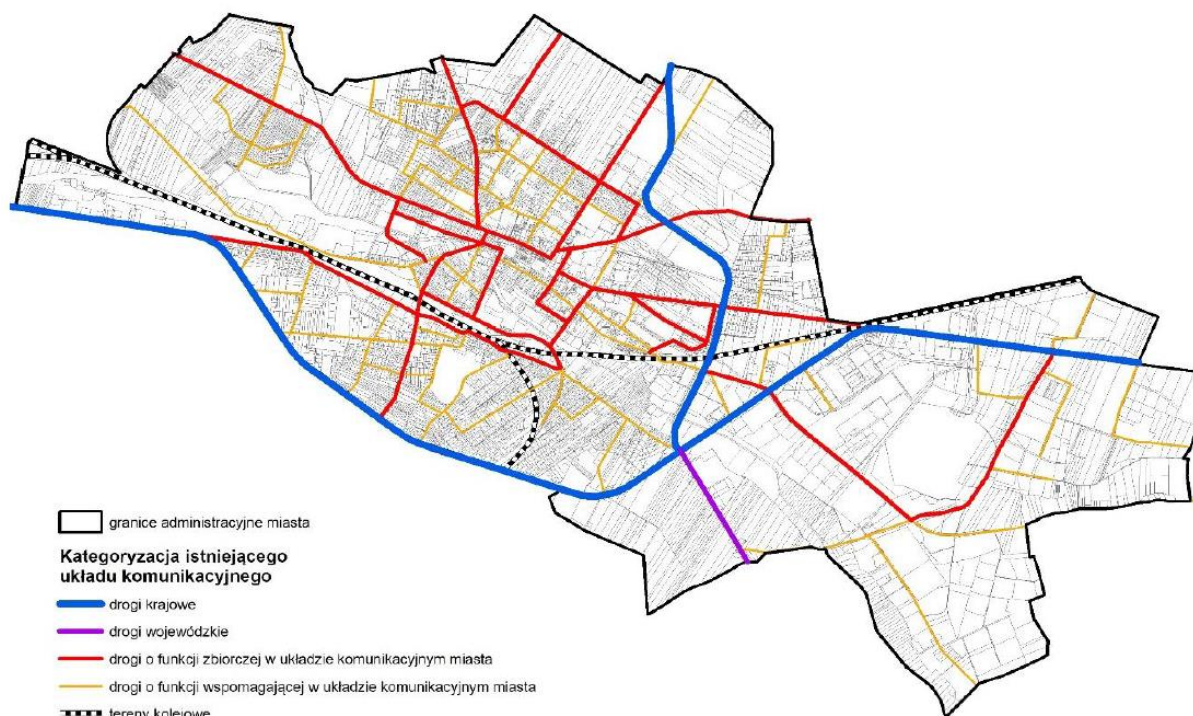 granice administracyjne miasta
Kategoryzacja istniejącego
układu komunikacyjnego
drogi krajowe
drogi wojewódzkie
drogi o funkcji zbiorczej w układzie komunikacyjnym miasta
drogi o funkcji wspomagającej w układzie komunikacyjnym miasta
tereny kolejowe